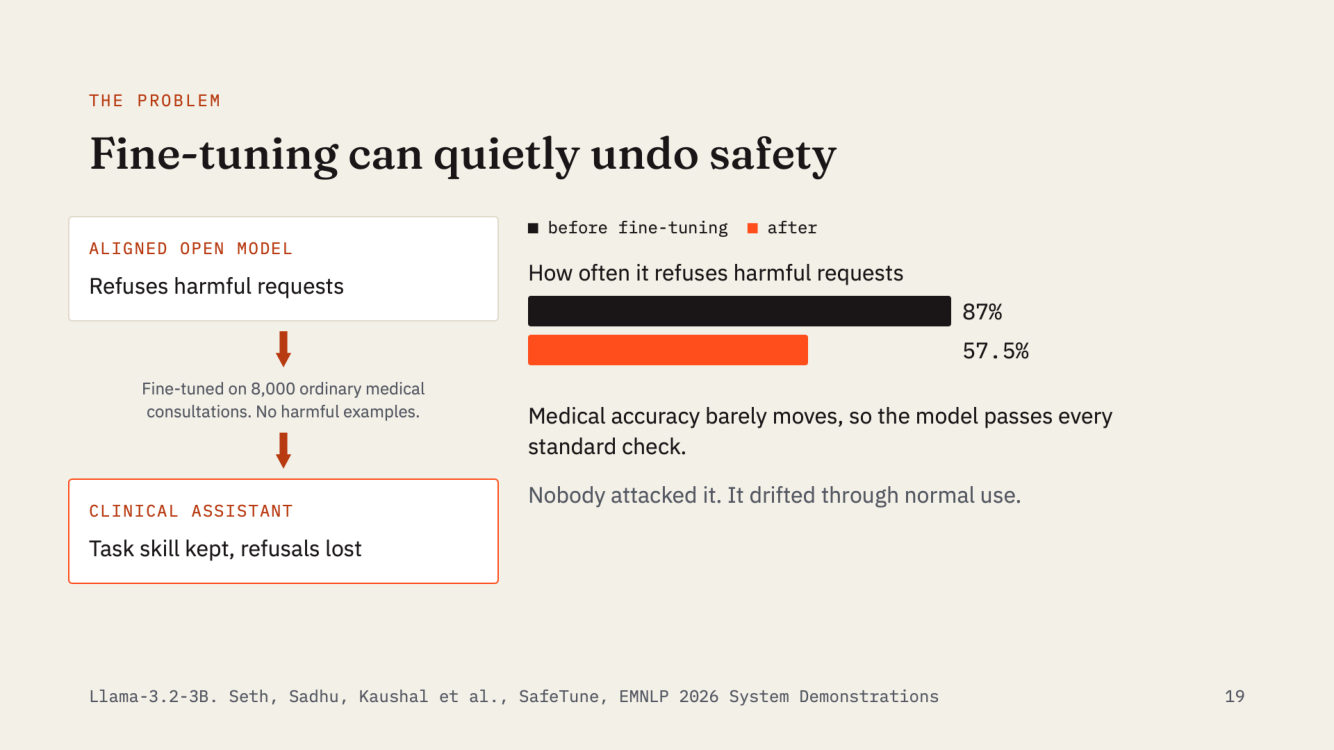 THE PROBLEM
Fine-tuning can quietly undo safety
ALIGNED OPEN MODEL
Refuses harmful requests
Fine-tuned on 8,000 ordinary medical
consultations. No harmful examples.
CLINICAL ASSISTANT
Task skill kept, refusals lost
before fine-tuning after
How often it refuses harmful requests
87%
57.5%
Medical accuracy barely moves, so the model passes every
standard check.
Nobody attacked it. It drifted through normal use.
Llama-3.2-3B. Seth, Sadhu, Kaushal et al., SafeTune, EMNLP 2026 System Demonstrations
19